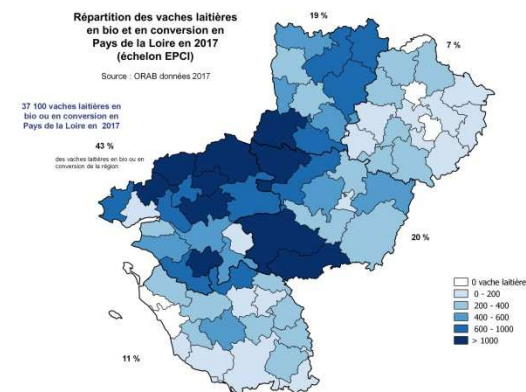 Répartition des vaches laitières
en bio et en conversion en
Pays de la Loire en 2017
(échelon EPCI)
Source : ORAB données 2017
37 100 vaches laitières en
bio ou en conversion en
Pays de la Loire en 2017
43 %
des vaches laitières en bio ou en
conversion de la région
19 %
7 %
20 %
11 %
0 vache laitière
0 - 200
200 - 400
400 - 600
600 - 1000
> 1000